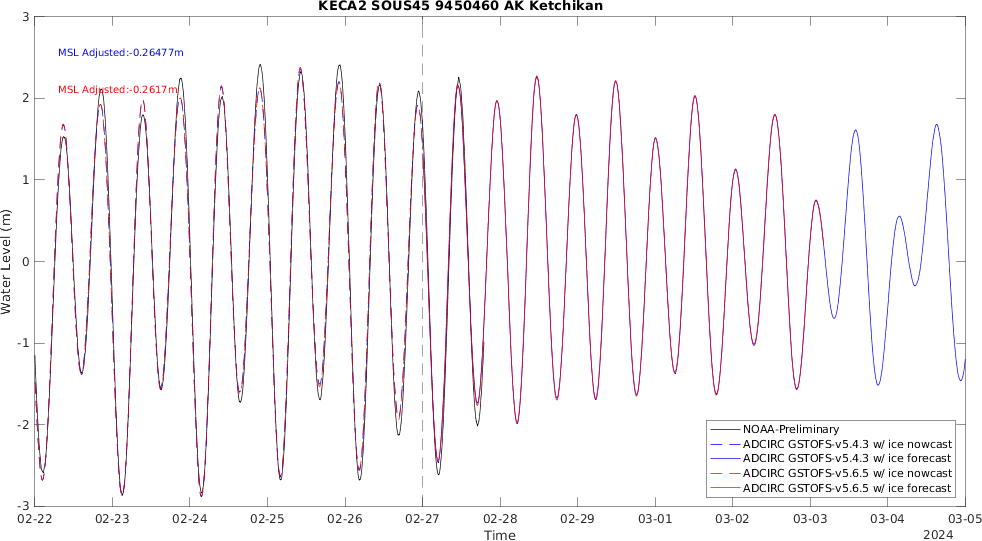 KECA2 SOUS45 9450460 AK Ketchikan
3
MSL Adjusted:-0.26477m
MSL Adjusted:-0.2617m
2
1
0
-1
-2
-3
Water Level (m)
NOAA-Preliminary
ADCIRC GSTOFS-v5.4.3 w/ ice nowcast
ADCIRC GSTOFS-v5.4.3 w/ ice forecast
ADCIRC GSTOFS-v5.6.5 w/ ice nowcast
ADCIRC GSTOFS-v5.6.5 w/ ice forecast
02-22 02-23 02-24 02-25 02-26 02-27 02-28 02-29 03-01 03-02 03-03 03-04 03-05
Time
2024